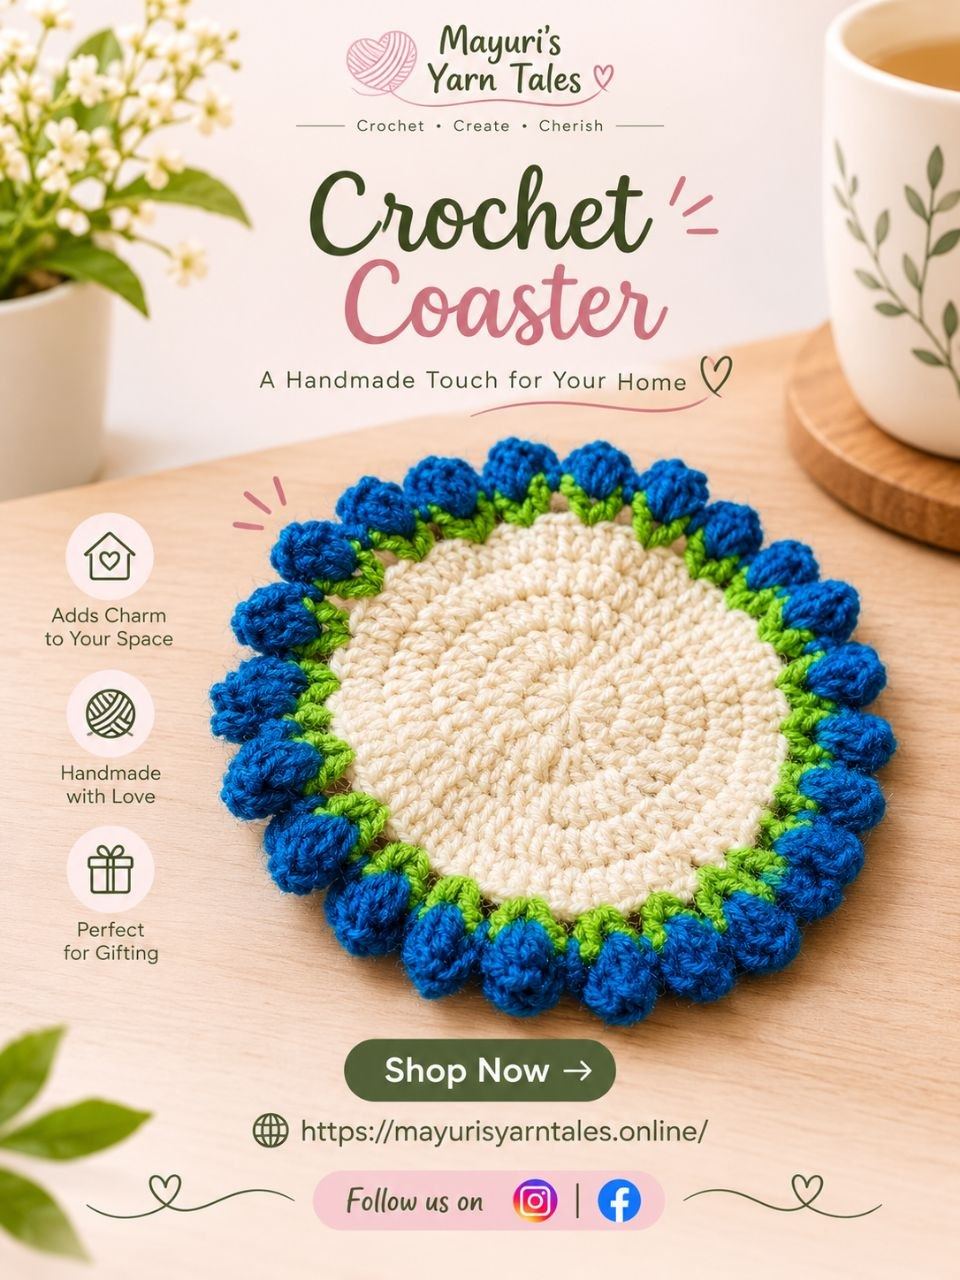 Mayuri's
Yarn Tales
Crochet • Create • Cherish
Crochet
Coaster
A Handmade Touch for Your Home
Adds Charm
to Your Space
Handmade
with Love
Perfect
for Gifting
Shop Now →
https://mayurisyarntales.online/
Follow us on